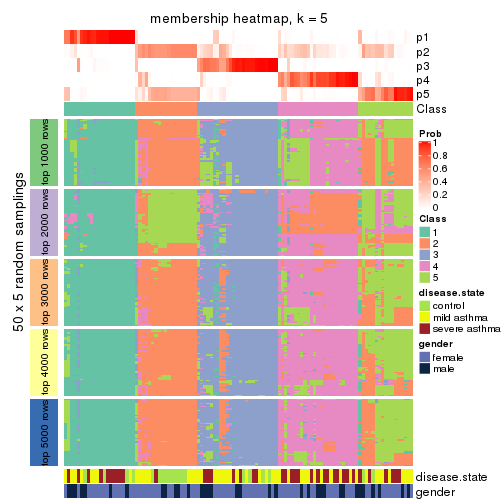 membership heatmap, k = 5
p1
p2
p3
p4
p5
Class
50 x 5 random samplings
top 1000 rows
top 2000 rows
top 3000 rows
top 4000 rows
top 5000 rows
disease.state
gender
Prob
1
0.8
0.6
0.4
0.2
0
Class
1
2
3
4
5
disease.state
control
mild asthma
severe asthma
gender
female
male